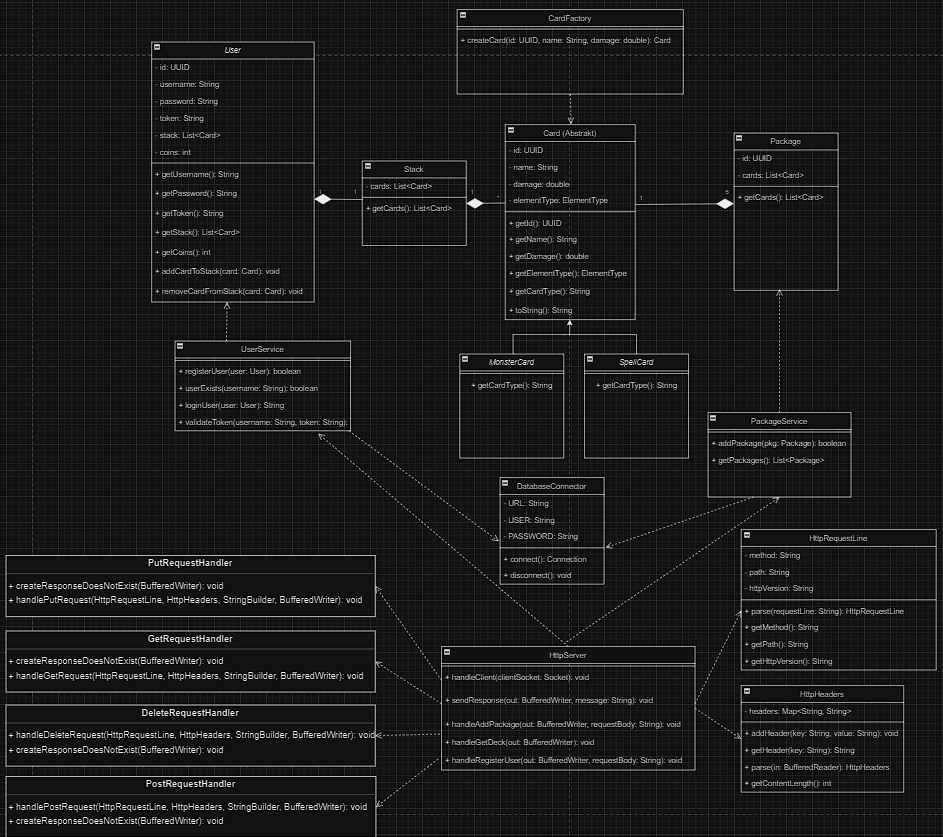 CardFactory
+ createCard(id: UUID, name: String, damage: double): Card
User
- id: UUID
- username: String
- password: String
- token: String
- stack: List<Card>
- coins: int
+ getUsername(): String
+ getPassword(): String
+ getToken(): String
+ getStack(): List<Card>
+ getCoins(): int
+ addCardToStack(card: Card): void
+ removeCardFromStack(card: Card): void
1
1
Stack
- cards: List<Card>
+ getCards(): List<Card>
1
Card (Abstrakt)
- id: UUID
- name: String
- damage: double
- elementType: ElementType
+ getId(): UUID
+ getName(): String
+ getDamage(): double
+ getElementType(): ElementType
+ getCardType(): String
+ toString(): String
1
5
Package
- id: UUID
- cards: List<Card>
+ getCards(): List<Card>
UserService
+ registerUser(user: User): boolean
+ userExists(username: String): boolean
+ loginUser(user: User): String
+ validateToken(username: String, token: String):
MonsterCard
+ getCardType(): String
SpellCard
+ getCardType(): String
PackageService
+ addPackage(pkg: Package): boolean
+ getPackages(): List<Package>
DatabaseConnector
- URL: String
- USER: String
- PASSWORD: String
+ connect(): Connection
+ disconnect(): void
HttpRequestLine
- method: String
- path: String
- httpVersion: String
+ parse(requestLine: String): HttpRequestLine
+ getMethod(): String
+ getPath(): String
+ getHttpVersion(): String
PutRequestHandler
+ createResponseDoesNotExist(BufferedWriter): void
+ handlePutRequest(HttpRequestLine, HttpHeaders, StringBuilder, BufferedWriter): void
GetRequestHandler
+ createResponseDoesNotExist(BufferedWriter): void
+ handleGetRequest(HttpRequestLine, HttpHeaders, StringBuilder, BufferedWriter): void
DeleteRequestHandler
+ handleDeleteRequest(HttpRequestLine, HttpHeaders, StringBuilder, BufferedWriter): void
+ createResponseDoesNotExist(BufferedWriter): void
PostRequestHandler
+ handlePostRequest(HttpRequestLine, HttpHeaders, StringBuilder, BufferedWriter): void
+ createResponseDoesNotExist(BufferedWriter): void
HttpServer
+ handleClient(clientSocket: Socket): void
+ sendResponse(out: BufferedWriter, message: String): void
+ handleAddPackage(out: BufferedWriter, requestBody: String): void
+ handleGetDeck(out: BufferedWriter): void
+ handleRegisterUser(out: BufferedWriter, requestBody: String): void
HttpHeaders
- headers: Map<String, String>
+ addHeader(key: String, value: String): void
+ getHeader(key: String): String
+ parse(in: BufferedReader): HttpHeaders
+ getContentLength(): int